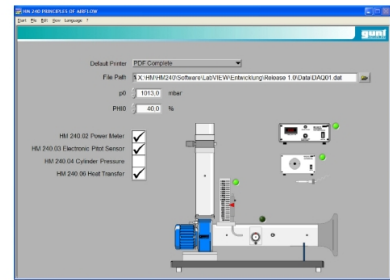 HM 240 PRINCIPLES OF AIRFLOW
Start File Edit View Language ?
gunt
Default Printer PDF Complete
File Path X:\HM\HM240\Software\LabVIEW\Entwicklung\Release 1.0\Data\DAQ01.dat
p0 1013,0 mbar
PHI0 40,0 %
HM 240.02 Power Meter
HM 240.03 Electronic Pitot Sensor
HM 240.04 Cylinder Pressure
HM 240.06 Heat Transfer